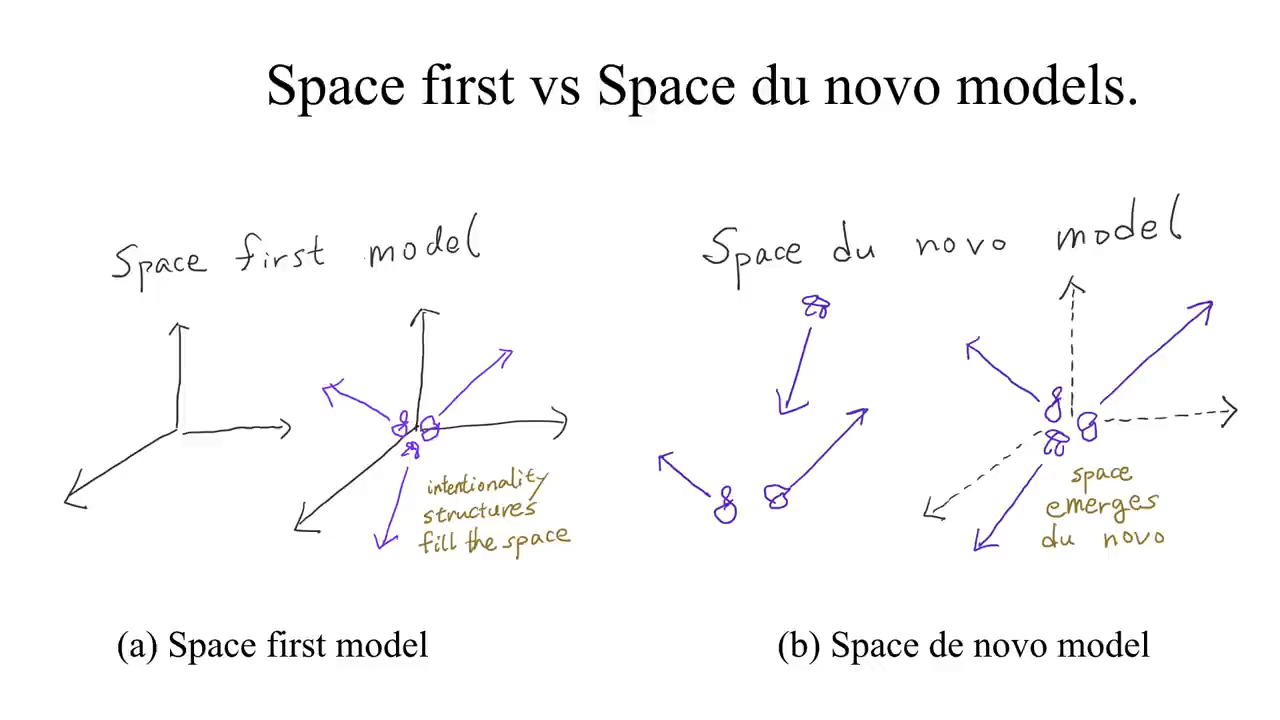 Space first vs Space du novo models.
Space first model
intentionality
structures
fill the space
(a) Space first model
Space du novo model
space
emerges
du novo
(b) Space de novo model